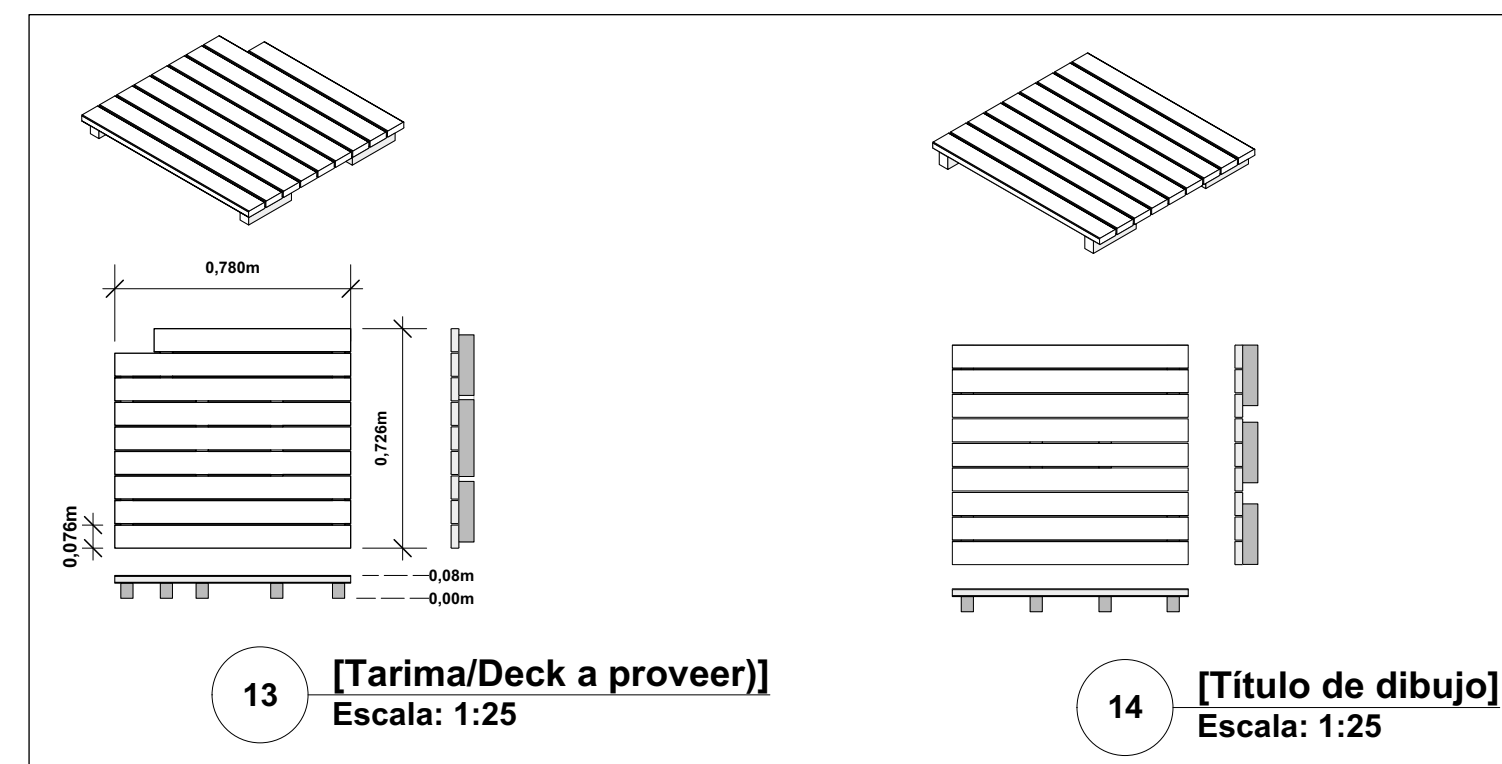 0,780m
0,726m
0,076m
0,08m
0,00m
13
[Tarima/Deck a proveer)]
Escala: 1:25
14
[Título de dibujo]
Escala: 1:25